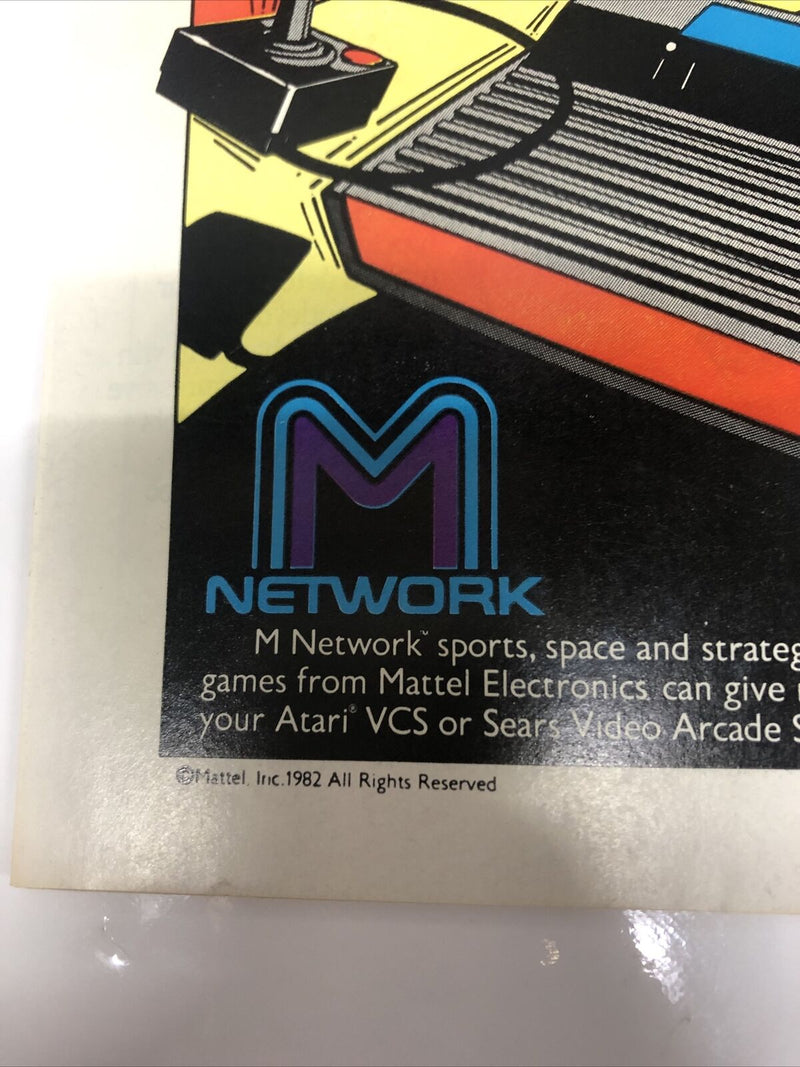 M
NETWORK
M Network™ sports, space and strateg
games from Mattel Electronics can give
your Atari® VCS or Sears Video Arcade S
©Mattel, Inc.1982 All Rights Reserved